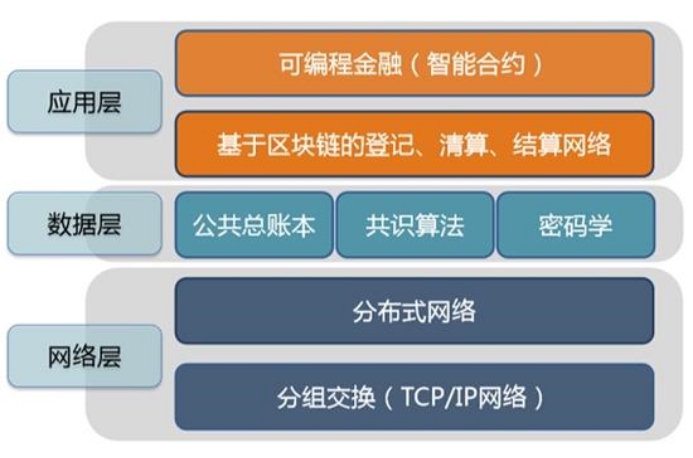 可编程金融（智能合约）
应用层
基于区块链的登记、清算、结算网络
数据层
公共总账本
共识算法
密码学
分布式网络
网络层
分组交换（TCP/IP网络）